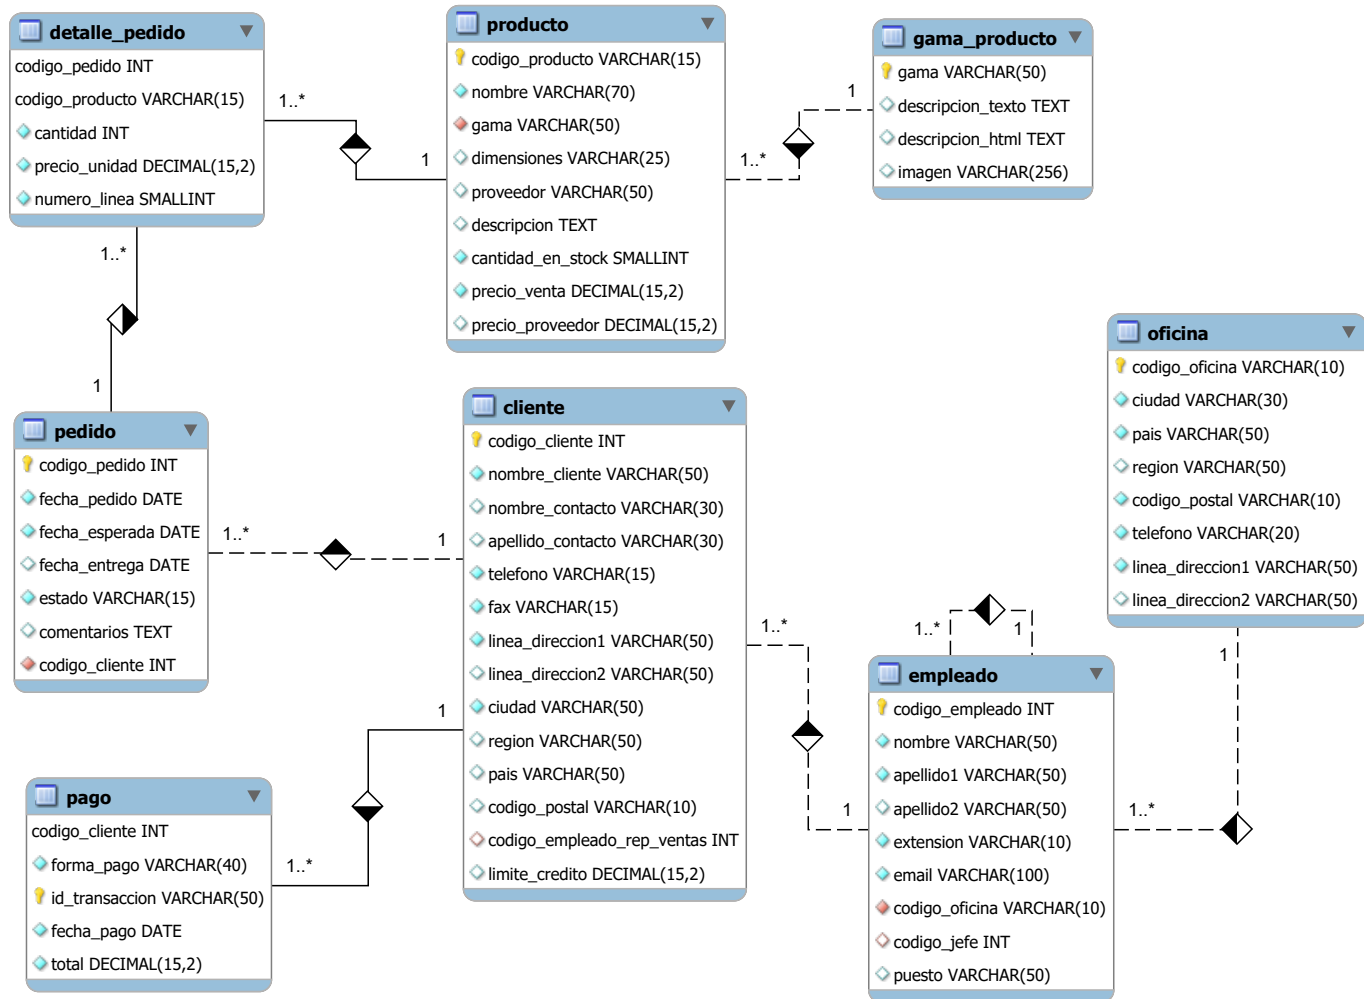 detalle_pedido
codigo_pedido INT
codigo_producto VARCHAR(15)
cantidad INT
precio_unidad DECIMAL(15,2)
numero_linea SMALLINT
1..*
1
producto
codigo_producto VARCHAR(15)
nombre VARCHAR(70)
gama VARCHAR(50)
dimensiones VARCHAR(25)
proveedor VARCHAR(50)
descripcion TEXT
cantidad_en_stock SMALLINT
precio_venta DECIMAL(15,2)
precio_proveedor DECIMAL(15,2)
1..*
1
gama_producto
gama VARCHAR(50)
descripcion_texto TEXT
descripcion_html TEXT
imagen VARCHAR(256)
1..*
1
pedido
codigo_pedido INT
fecha_pedido DATE
fecha_esperada DATE
fecha_entrega DATE
estado VARCHAR(15)
comentarios TEXT
codigo_cliente INT
1..*
1
cliente
codigo_cliente INT
nombre_cliente VARCHAR(50)
nombre_contacto VARCHAR(30)
apellido_contacto VARCHAR(30)
telefono VARCHAR(15)
fax VARCHAR(15)
linea_direccion1 VARCHAR(50)
linea_direccion2 VARCHAR(50)
ciudad VARCHAR(50)
region VARCHAR(50)
pais VARCHAR(50)
codigo_postal VARCHAR(10)
codigo_empleado_rep_ventas INT
limite_credito DECIMAL(15,2)
oficina
codigo_oficina VARCHAR(10)
ciudad VARCHAR(30)
pais VARCHAR(50)
region VARCHAR(50)
codigo_postal VARCHAR(10)
telefono VARCHAR(20)
linea_direccion1 VARCHAR(50)
linea_direccion2 VARCHAR(50)
1..*
1..*
1
1
empleado
codigo_empleado INT
nombre VARCHAR(50)
apellido1 VARCHAR(50)
apellido2 VARCHAR(50)
extension VARCHAR(10)
email VARCHAR(100)
codigo_oficina VARCHAR(10)
codigo_jefe INT
puesto VARCHAR(50)
1
1..*
1
1..*
pago
codigo_cliente INT
forma_pago VARCHAR(40)
id_transaccion VARCHAR(50)
fecha_pago DATE
total DECIMAL(15,2)